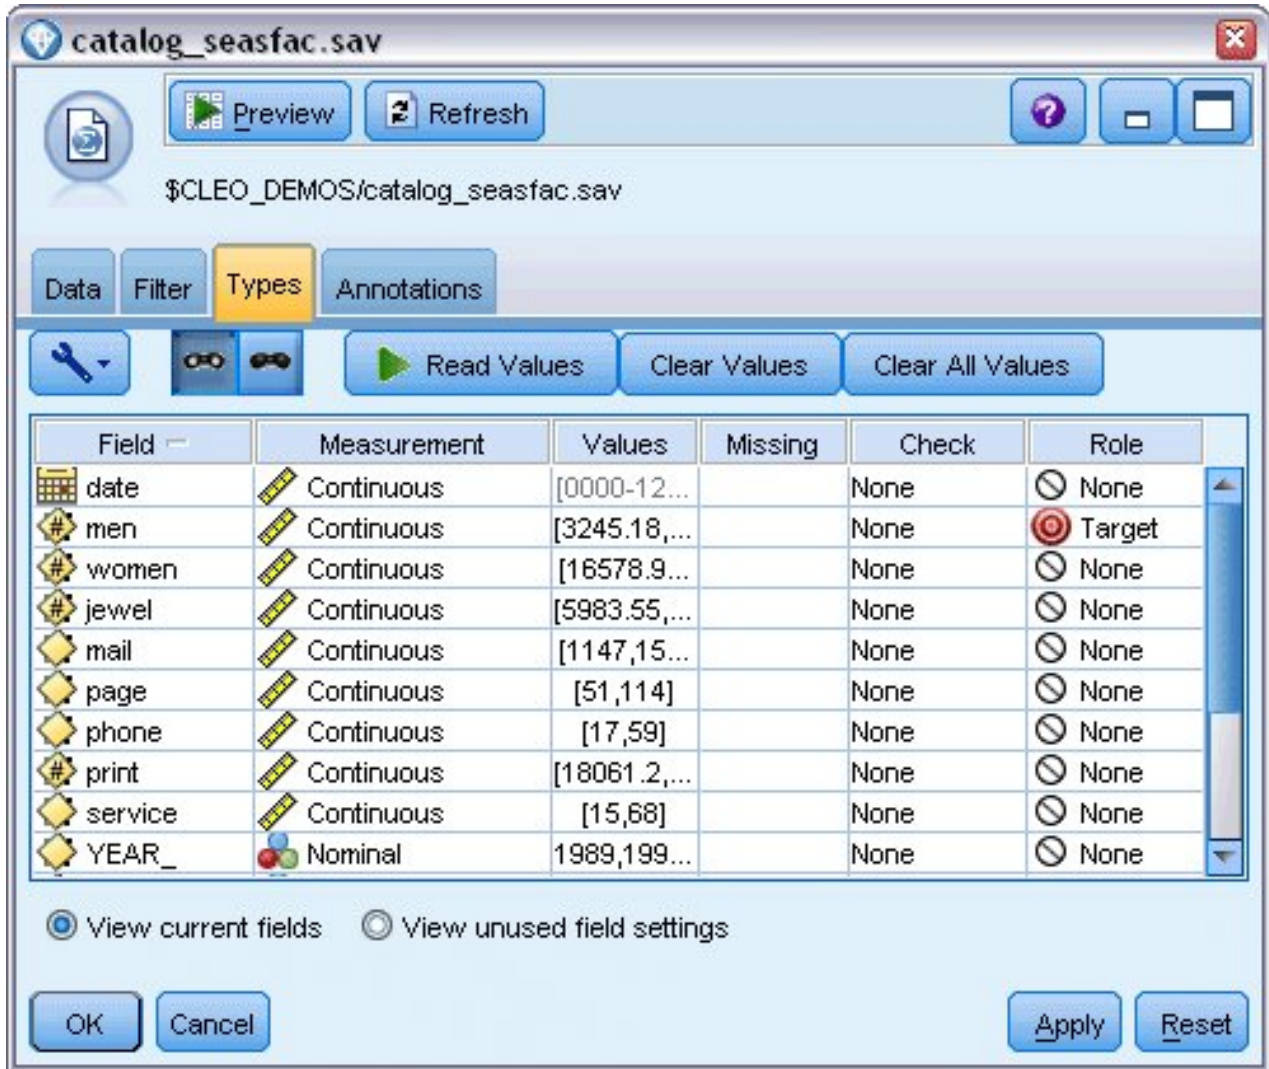 catalog_seasfac.sav
Preview Refresh
$CLEO_DEMOS/catalog_seasfac.sav
Data Filter Types Annotations
Read Values Clear Values Clear All Values
Field Measurement Values Missing Check Role
date Continuous [0000-12... None None
# men Continuous [3245.18,... None Target
# women Continuous [16578.9... None None
# jewel Continuous [5983.55,... None None
mail Continuous [1147,15... None None
page Continuous [51,114] None None
phone Continuous [17,59] None None
# print Continuous [18061.2,... None None
service Continuous [15,68] None None
YEAR_ Nominal 1989,199... None None
View current fields View unused field settings
OK Cancel Apply Reset